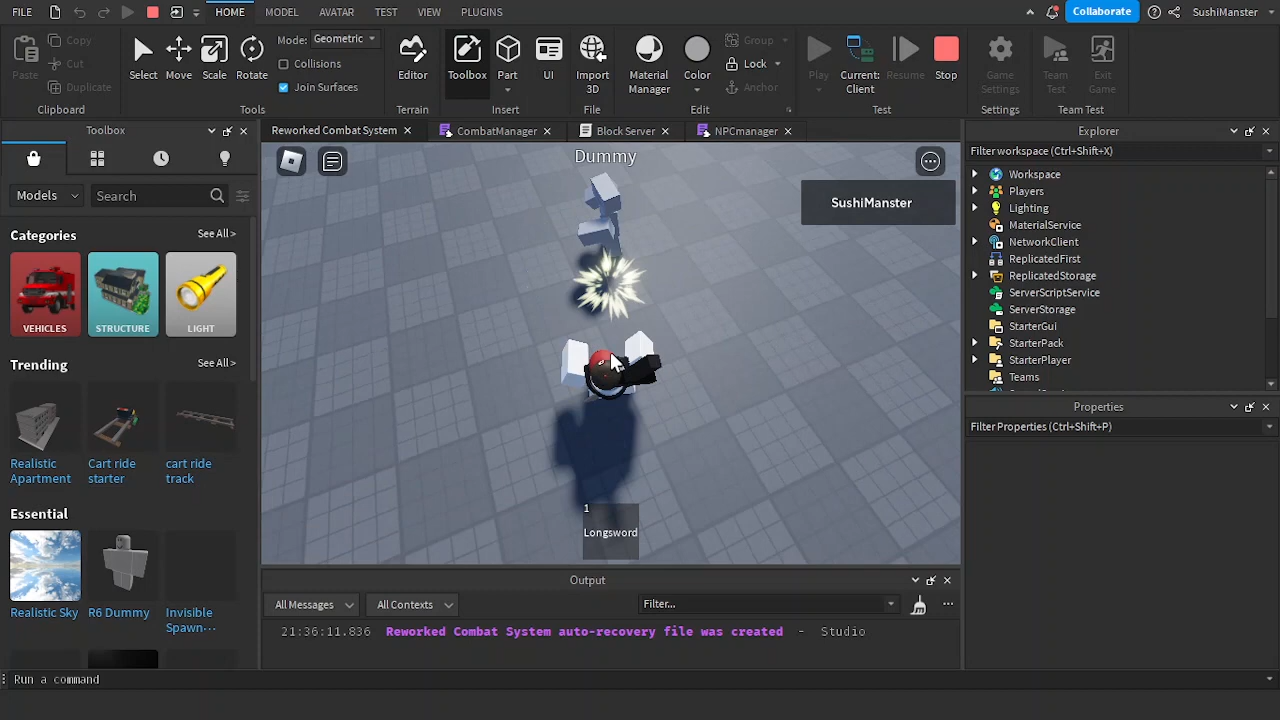 FILE HOME MODEL AVATAR TEST VIEW PLUGINS Collaborate SushiManster
Paste Copy Cut Duplicate
Clipboard
Select Move Scale Rotate
Mode: Geometric
Collisions
Join Surfaces
Tools
Editor
Terrain
Toolbox Part UI
Insert
Import
3D
File
Material
Manager
Color
Group
Lock
Anchor
Edit
Play
Current:
Client
Resume Stop
Test
Game
Settings
Settings
Team
Test
Exit
Game
Team Test
Toolbox
Models Search
Categories See All>
VEHICLES STRUCTURE LIGHT
Trending See All>
Realistic
Apartment
Cart ride
starter
cart ride
track
Essential See All>
Realistic Sky
R6 Dummy
Invisible
Spawn···
Reworked Combat System CombatManager Block Server NPCmanager
Dummy
SushiManster
1
Longsword
Output
All Messages All Contexts Filter...
21:36:11.836 Reworked Combat System auto-recovery file was created - Studio
Explorer
Filter workspace (Ctrl+Shift+X)
Workspace
Players
Lighting
MaterialService
NetworkClient
ReplicatedFirst
ReplicatedStorage
ServerScriptService
ServerStorage
StarterGui
StarterPack
StarterPlayer
Teams
Properties
Filter Properties (Ctrl+Shift+P)
Run a command